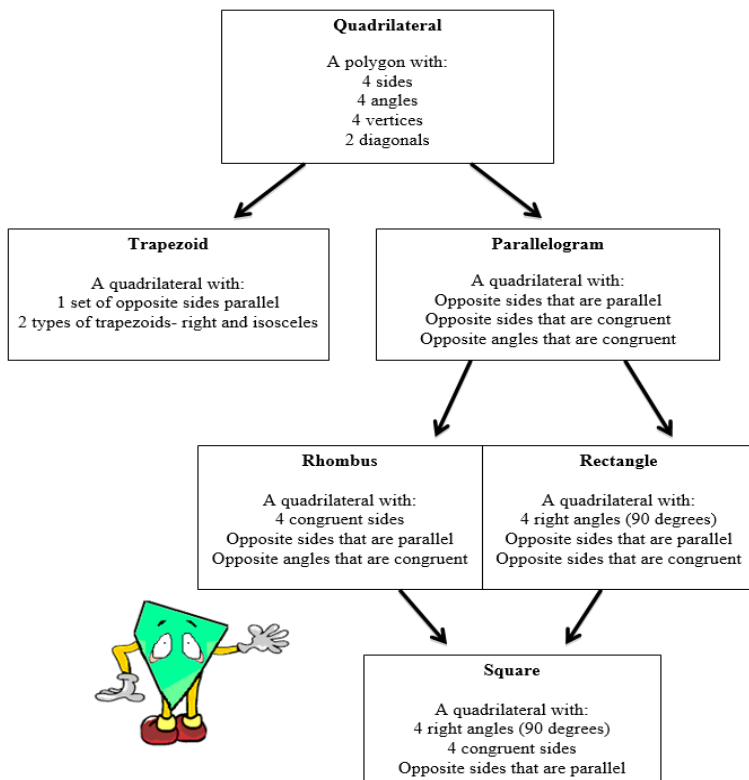 Quadrilateral
A polygon with:
4 sides
4 angles
4 vertices
2 diagonals
Trapezoid
A quadrilateral with:
1 set of opposite sides parallel
2 types of trapezoids- right and isosceles
Parallelogram
A quadrilateral with:
Opposite sides that are parallel
Opposite sides that are congruent
Opposite angles that are congruent
Rhombus
A quadrilateral with:
4 congruent sides
Opposite sides that are parallel
Opposite angles that are congruent
Rectangle
A quadrilateral with:
4 right angles (90 degrees)
Opposite sides that are parallel
Opposite sides that are congruent
Square
A quadrilateral with:
4 right angles (90 degrees)
4 congruent sides
Opposite sides that are parallel